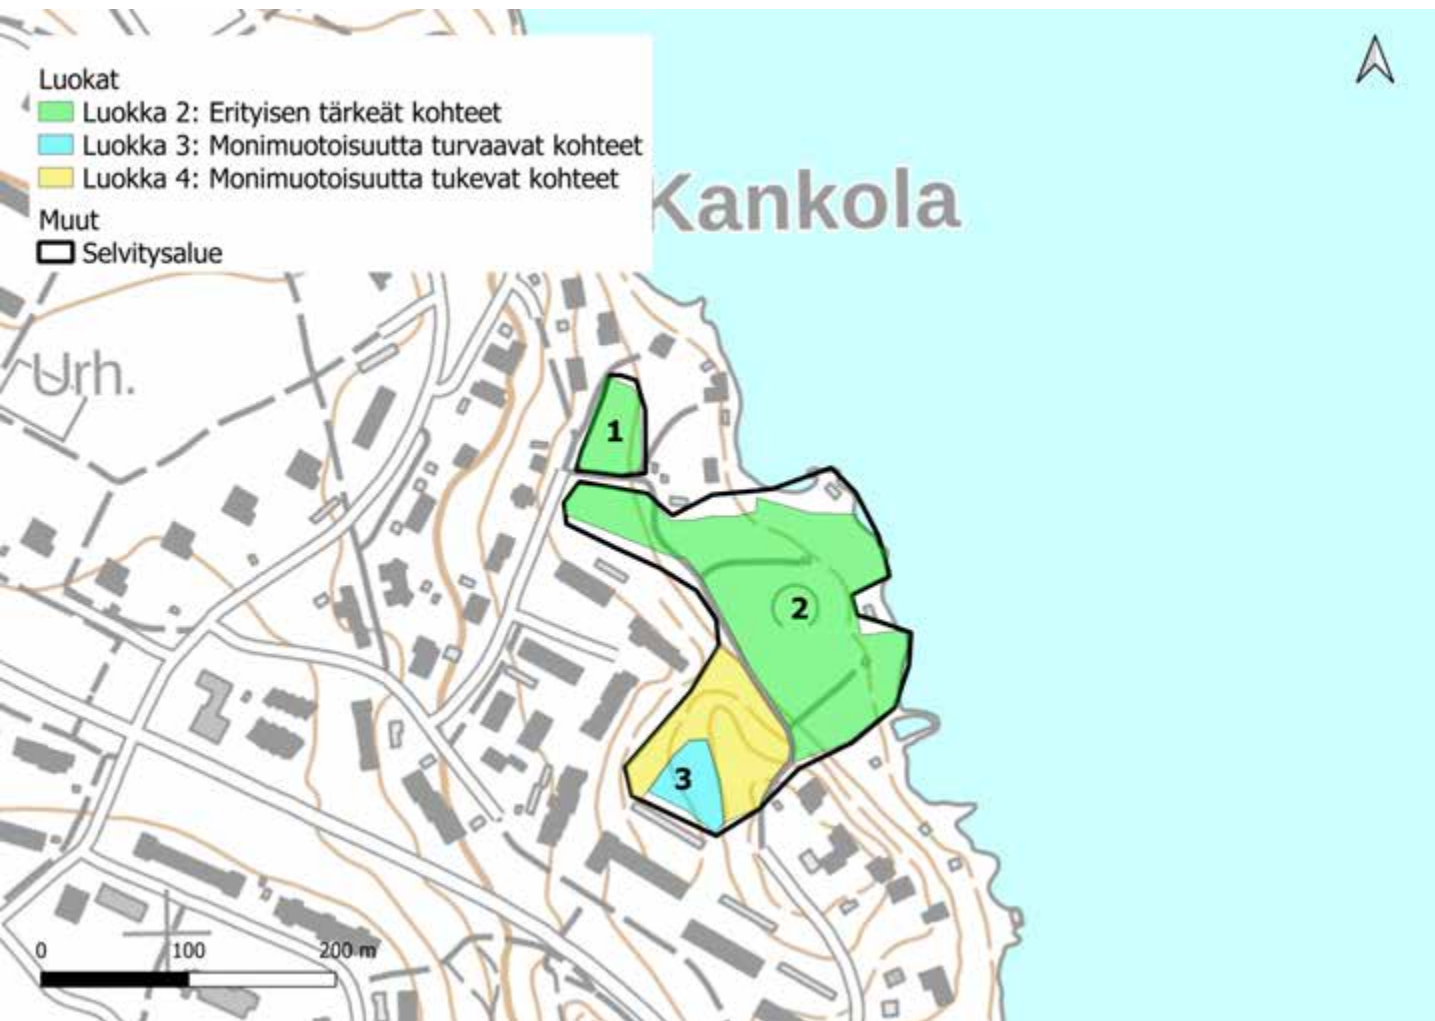 Luokat
Luokka 2: Erityisen tärkeät kohteet
Luokka 3: Monimuotoisuutta turvaavat kohteet
Luokka 4: Monimuotoisuutta tukevat kohteet
Muut
Selvitysalue
Kankola
Urh.
1
2
3
0 100 200 m